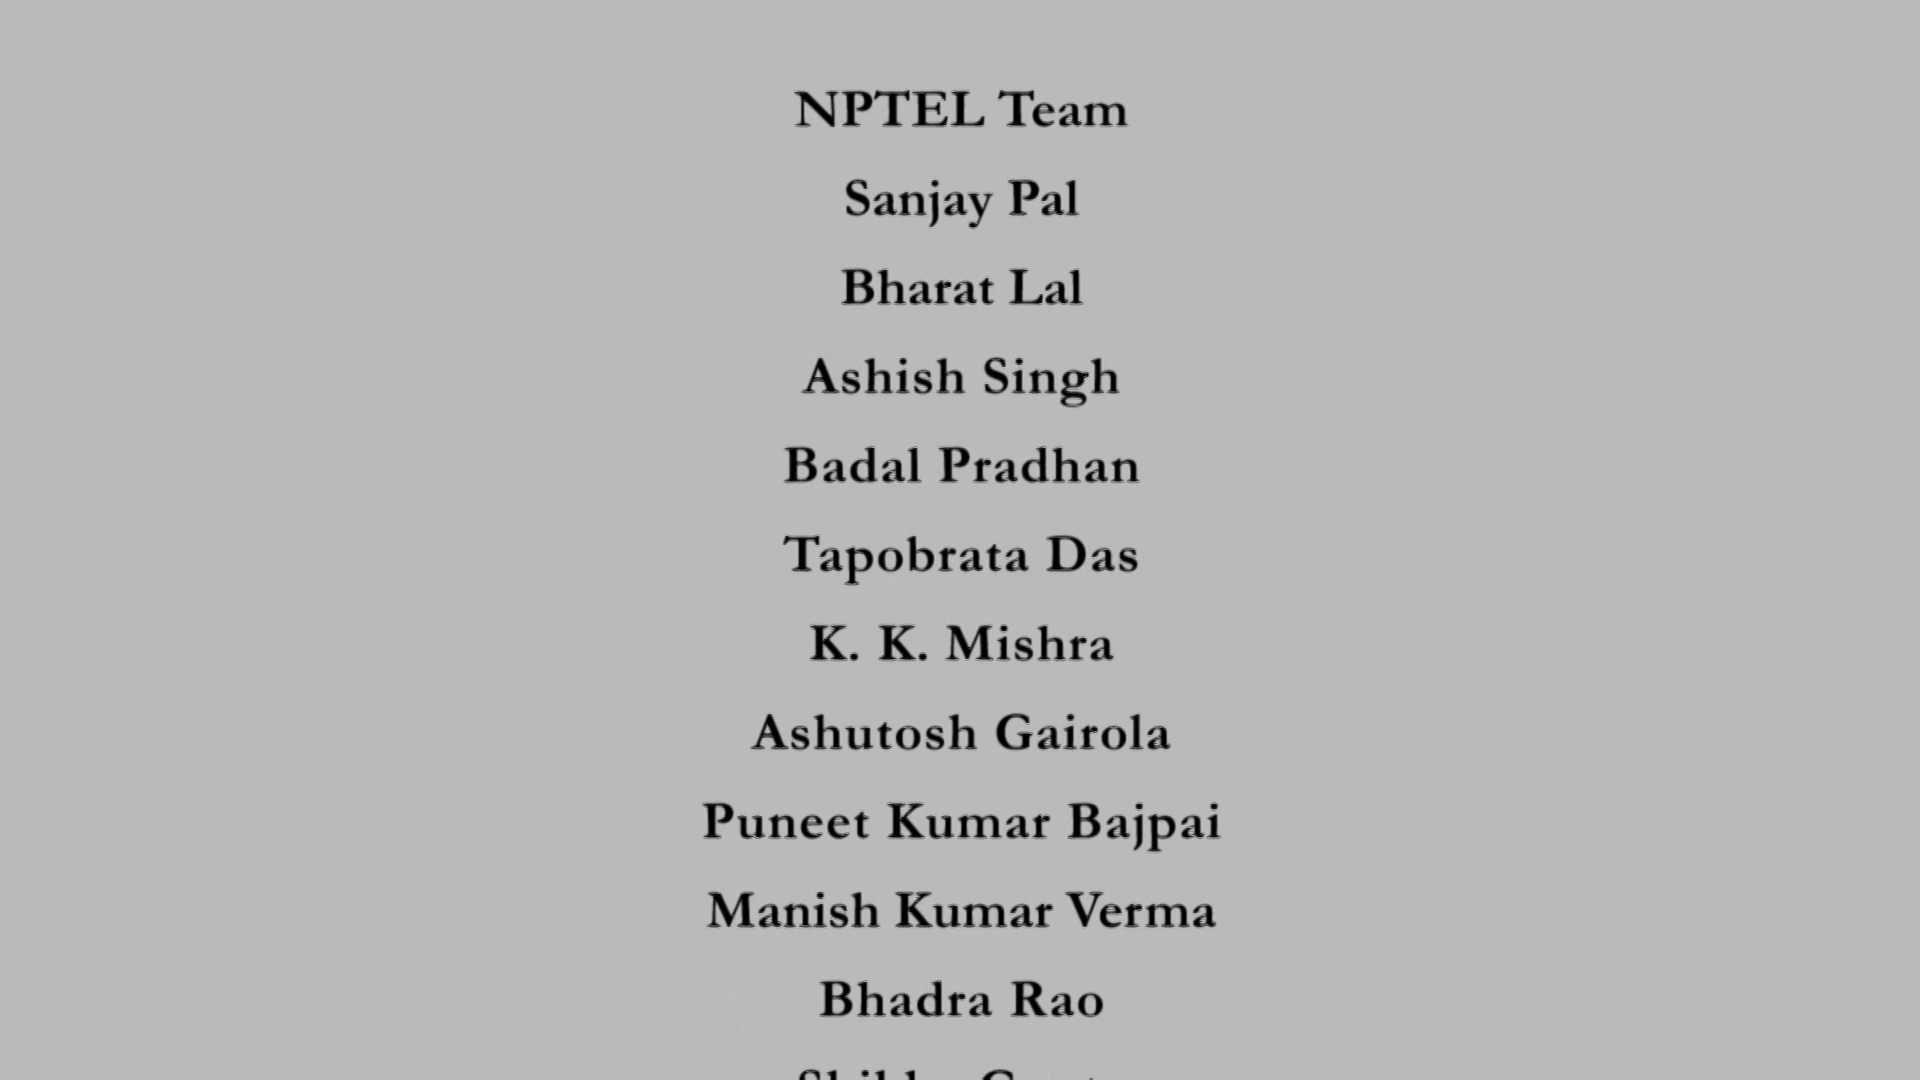 NPTEL Team
Sanjay Pal
Bharat Lal
Ashish Singh
Badal Pradhan
Tapobrata Das
K. K. Mishra
Ashutosh Gairola
Puneet Kumar Bajpai
Manish Kumar Verma
Bhadra Rao